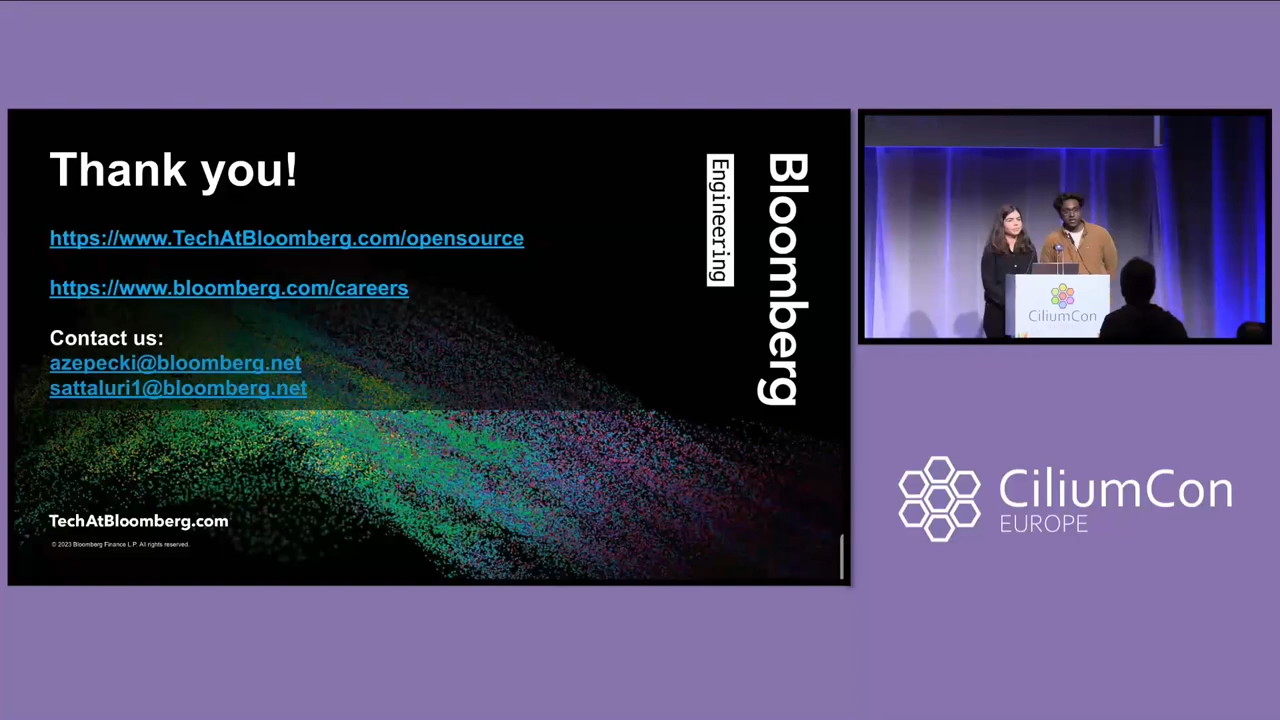 Thank you!
https://www.TechAtBloomberg.com/opensource
https://www.bloomberg.com/careers
Contact us:
azepecki@bloomberg.net
sattaluri1@bloomberg.net
TechAtBloomberg.com
© 2023 Bloomberg Finance L.P. All rights reserved.
Engineering
Bloomberg
CiliumCon
CiliumCon
EUROPE